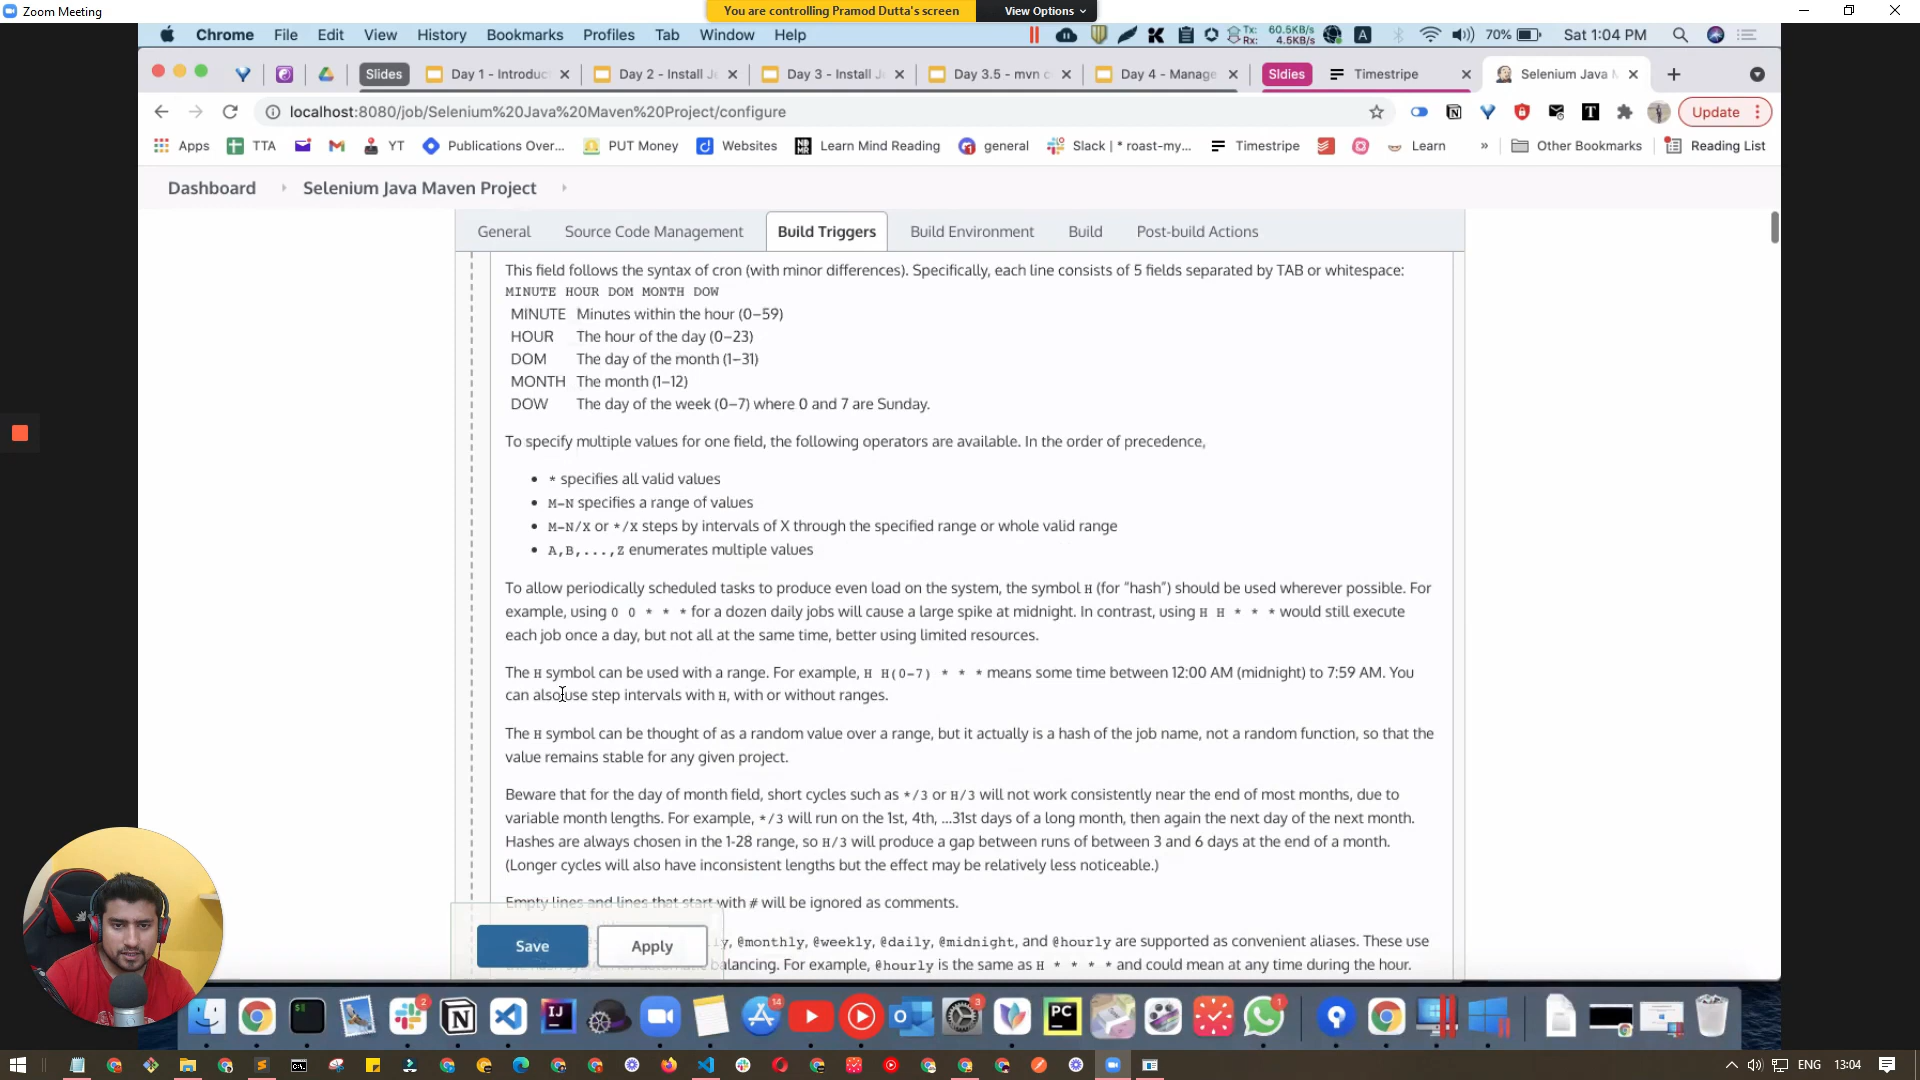 Zoom Meeting
You are controlling Pramod Dutta's screen
View Options
Chrome File Edit View History Bookmarks Profiles Tab Window Help
Tx: 60.5KB/s
Rx: 4.5KB/s
A
70%
Sat 1:04 PM
Slides
Day 1 - Introduc
Day 2 - Install Je
Day 3 - Install Je
Day 3.5 - mvn c
Day 4 - Manage
Sldies
Timestripe
Selenium Java M
localhost:8080/job/Selenium%20Java%20Maven%20Project/configure
Update
Apps TTA YT Publications Over... PUT Money Websites Learn Mind Reading general Slack | * roast-my... Timestripe Learn » Other Bookmarks Reading List
Dashboard Selenium Java Maven Project
General Source Code Management Build Triggers Build Environment Build Post-build Actions
This field follows the syntax of cron (with minor differences). Specifically, each line consists of 5 fields separated by TAB or whitespace:
MINUTE HOUR DOM MONTH DOW
MINUTE Minutes within the hour (0–59)
HOUR The hour of the day (0–23)
DOM The day of the month (1–31)
MONTH The month (1–12)
DOW The day of the week (0–7) where 0 and 7 are Sunday.
To specify multiple values for one field, the following operators are available. In the order of precedence,
• * specifies all valid values
• M-N specifies a range of values
• M-N/X or */X steps by intervals of X through the specified range or whole valid range
• A,B,...,Z enumerates multiple values
To allow periodically scheduled tasks to produce even load on the system, the symbol H (for “hash”) should be used wherever possible. For
example, using 0 0 * * * for a dozen daily jobs will cause a large spike at midnight. In contrast, using H H * * * would still execute
each job once a day, but not all at the same time, better using limited resources.
The H symbol can be used with a range. For example, H H(0-7) * * * means some time between 12:00 AM (midnight) to 7:59 AM. You
can also use step intervals with H, with or without ranges.
The H symbol can be thought of as a random value over a range, but it actually is a hash of the job name, not a random function, so that the
value remains stable for any given project.
Beware that for the day of month field, short cycles such as */3 or H/3 will not work consistently near the end of most months, due to
variable month lengths. For example, */3 will run on the 1st, 4th, ...31st days of a long month, then again the next day of the next month.
Hashes are always chosen in the 1-28 range, so H/3 will produce a gap between runs of between 3 and 6 days at the end of a month.
(Longer cycles will also have inconsistent lengths but the effect may be relatively less noticeable.)
Empty lines and lines that start with # will be ignored as comments.
y, @monthly, @weekly, @daily, @midnight, and @hourly are supported as convenient aliases. These use
balancing. For example, @hourly is the same as H * * * * and could mean at any time during the hour.
Save
Apply
2
14
3
PC
1
ENG
13:04